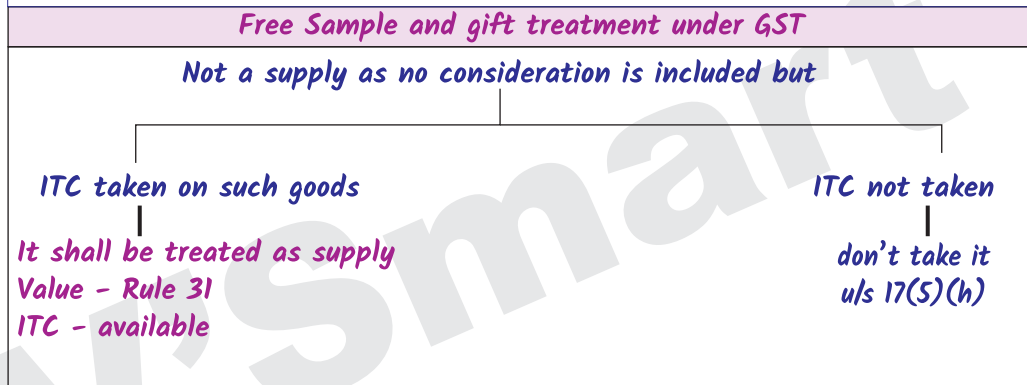 Free Sample and gift treatment under GST
Not a supply as no consideration is included but
ITC taken on such goods
It shall be treated as supply
Value - Rule 31
ITC - available
ITC not taken
don't take it
u/s 17(5)(h)
V'Smart